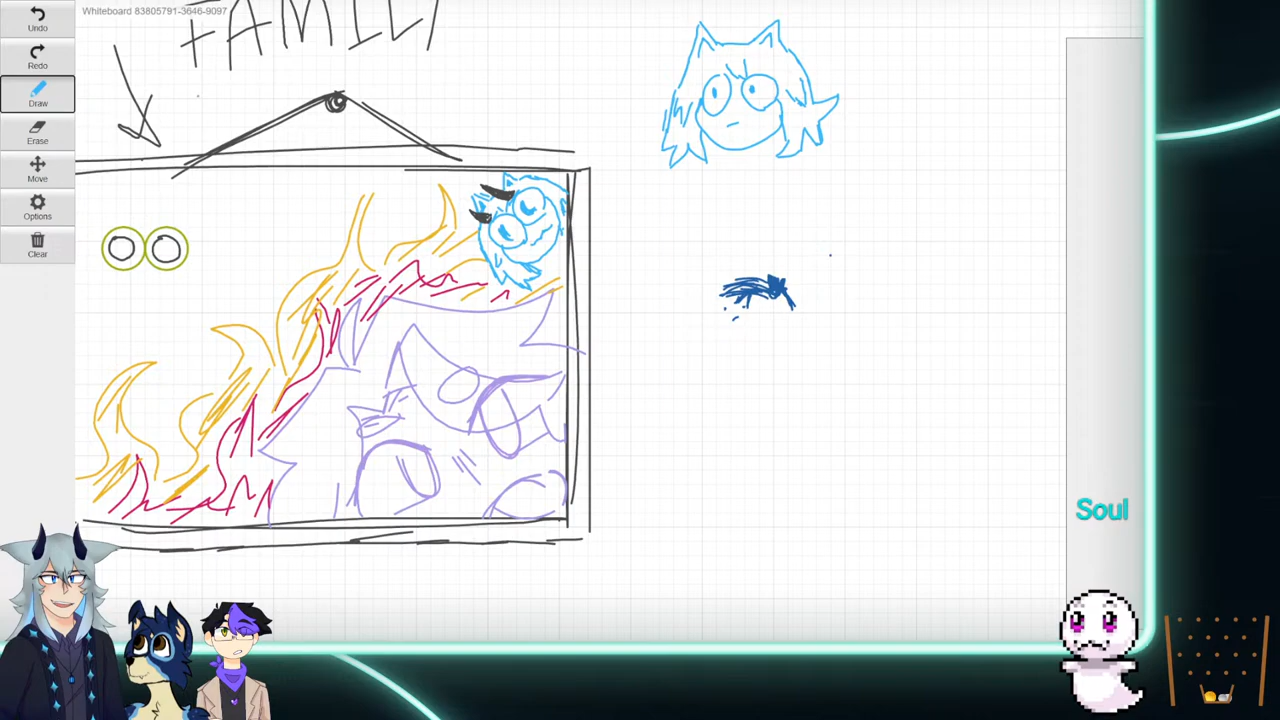 Undo
Whiteboard 83805791-3646-9097
FAMILY
Redo
Draw
Erase
Move
Options
Clear
Soul